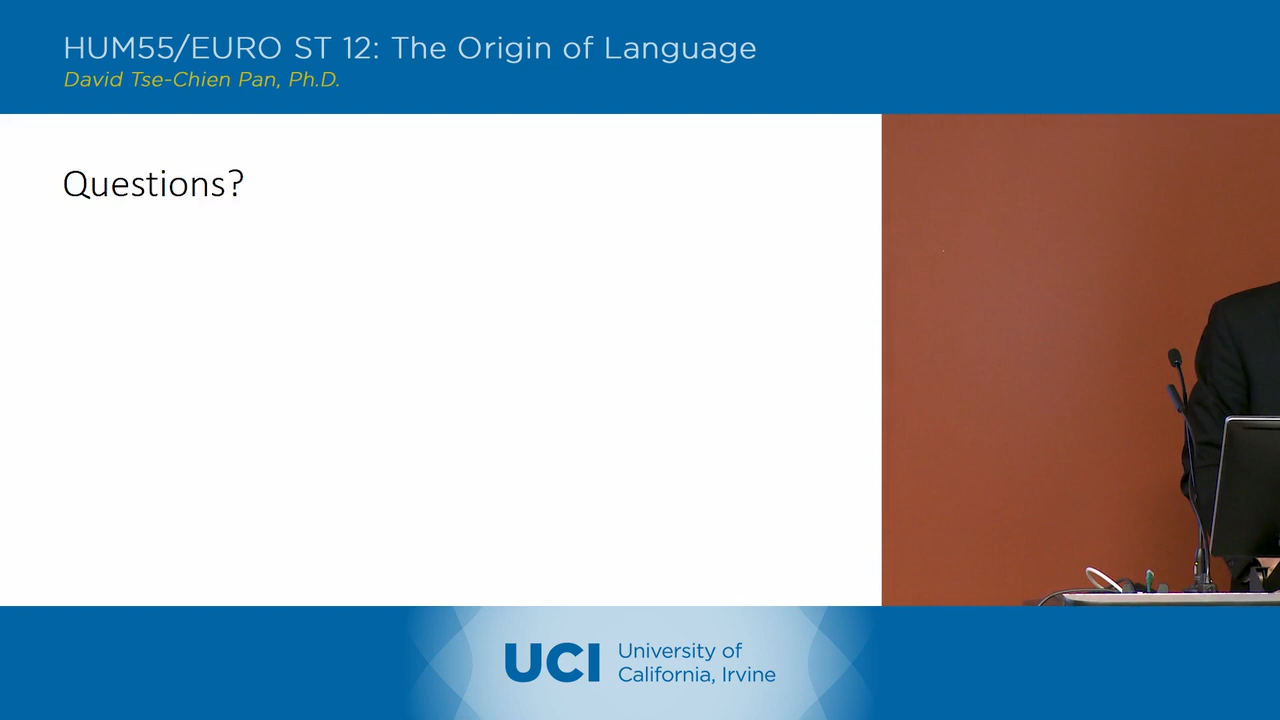 HUM55/EURO ST 12: The Origin of Language
David Tse-Chien Pan, Ph.D.
Questions?
UCI University of
California, Irvine